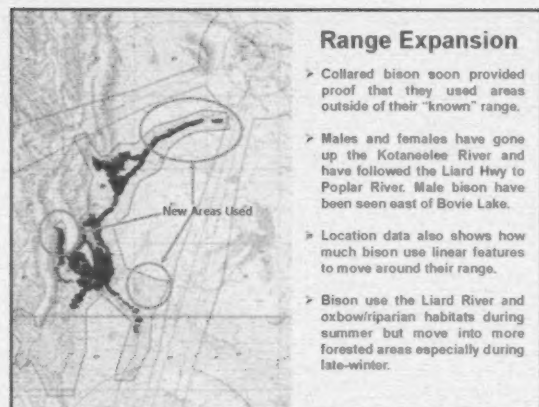 Range Expansion
➤ Collared bison soon provided
proof that they used areas
outside of their “known” range.
➤ Males and females have gone
up the Kotaneelee River and
have followed the Liard Hwy to
Poplar River. Male bison have
been seen east of Bovie Lake.
➤ Location data also shows how
much bison use linear features
to move around their range.
➤ Bison use the Liard River and
oxbow/riparian habitats during
summer but move into more
forested areas especially during
late-winter.
New Areas Used